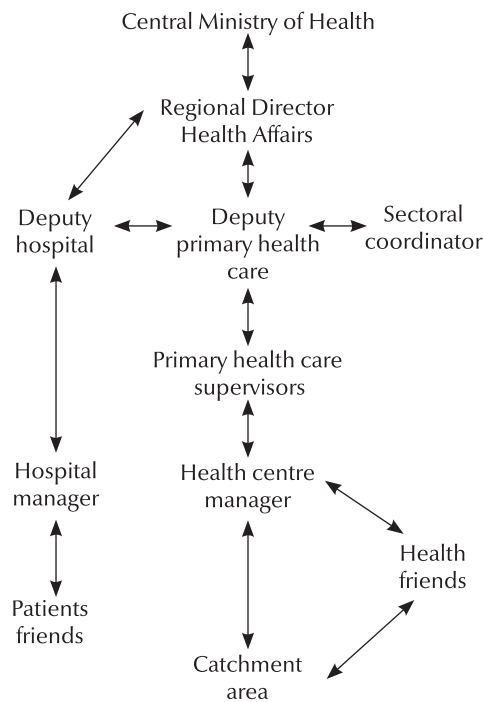 Central Ministry of Health
Regional Director
Health Affairs
Deputy
hospital
Deputy
primary health
care
Sectoral
coordinator
Primary health care
supervisors
Hospital
manager
Health centre
manager
Health
friends
Patients
friends
Catchment
area